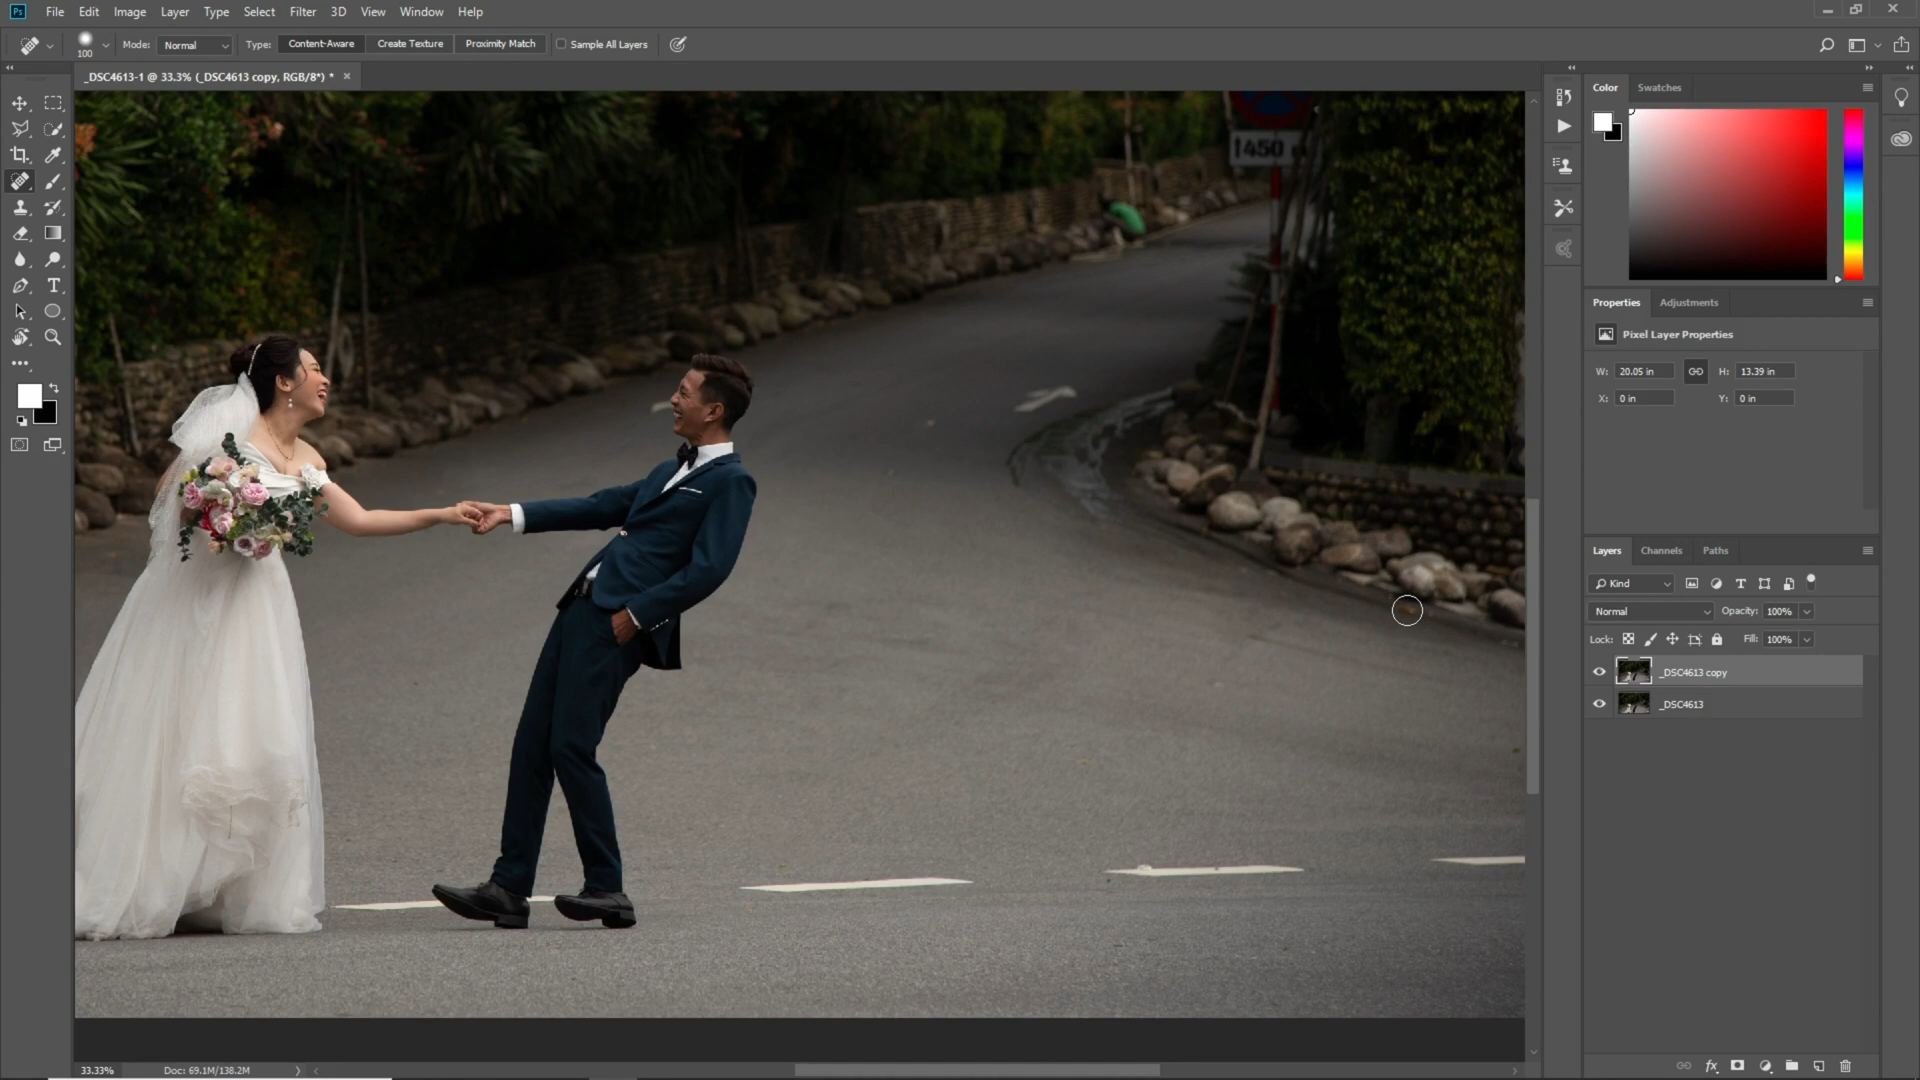 Ps File Edit Image Layer Type Select Filter 3D View Window Help
100 Mode: Normal Type: Content-Aware Create Texture Proximity Match Sample All Layers
_DSC4613-1 @ 33.3% (_DSC4613 copy, RGB/8*) * ×
Color Swatches
1450
Properties Adjustments
Pixel Layer Properties
W: 20.05 in H: 13.39 in
X: 0 in Y: 0 in
Layers Channels Paths
Kind
Normal Opacity: 100%
Lock: Fill: 100%
_DSC4613 copy
_DSC4613
33.33% Doc: 69.1M/138.2M